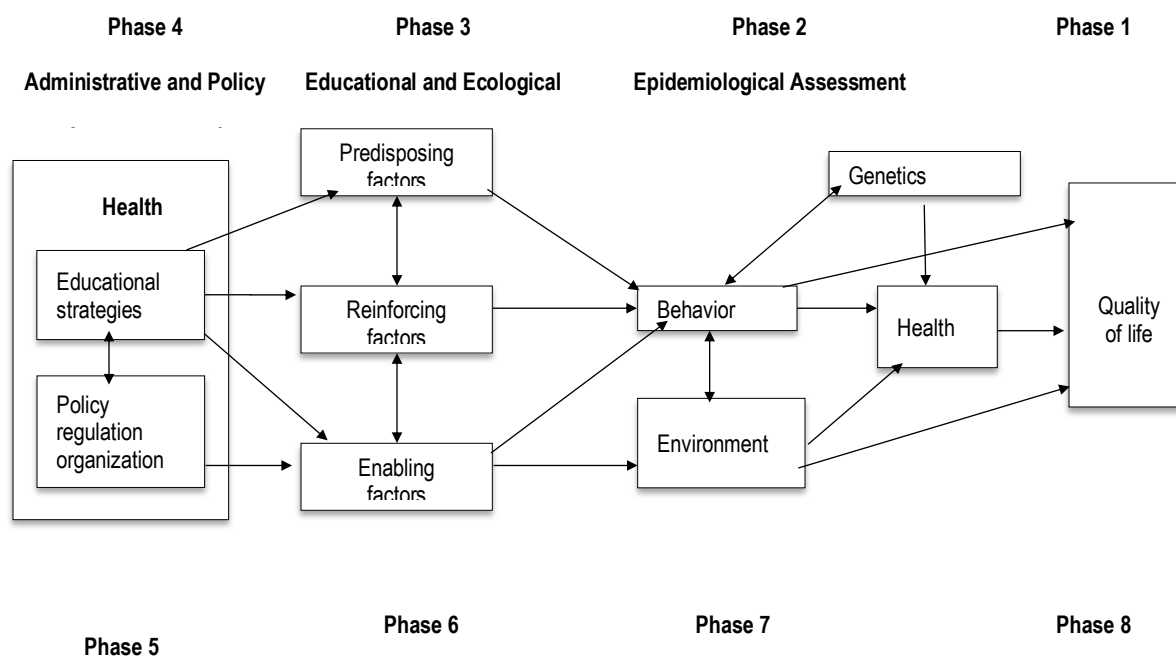 Phase 4
Phase 3
Phase 2
Phase 1
Administrative and Policy
Educational and Ecological
Epidemiological Assessment
Health
Educational
strategies
Policy
regulation
organization
Predisposing
factors
Reinforcing
factors
Enabling
factors
Genetics
Behavior
Environment
Health
Quality
of life
Phase 5
Phase 6
Phase 7
Phase 8